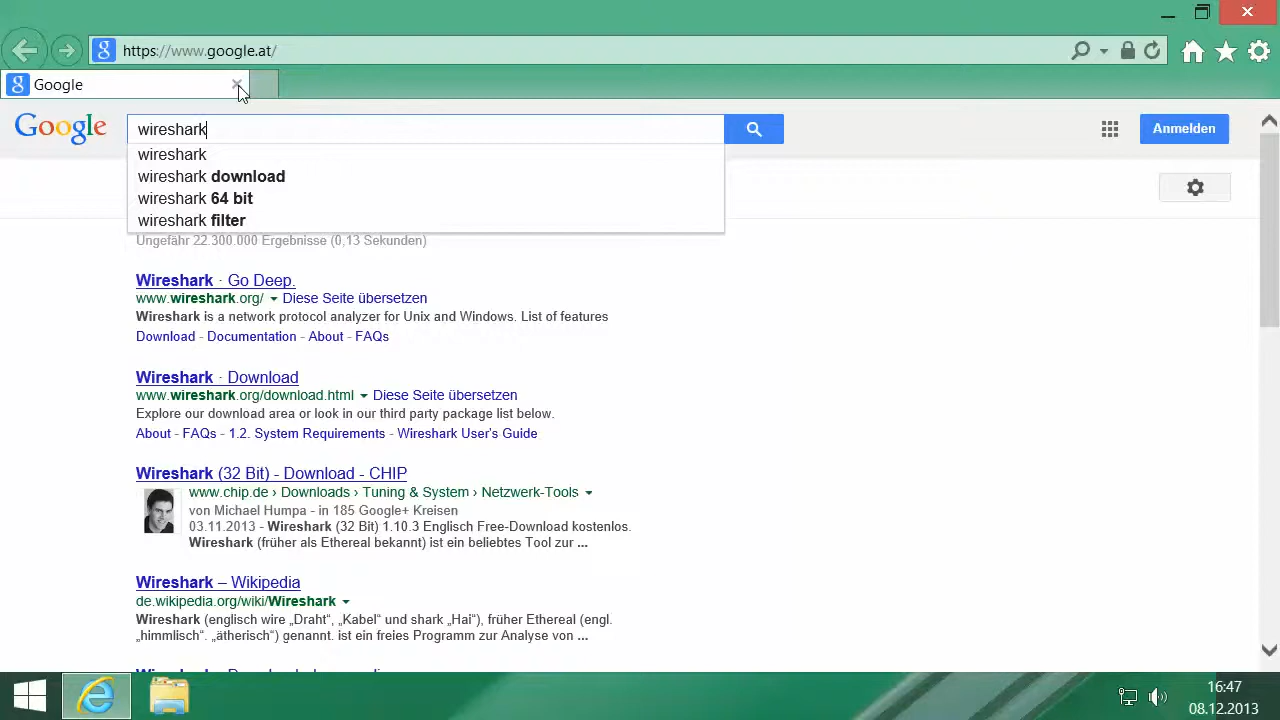 https://www.google.at/
Google
Google
wireshark
Anmelden
wireshark
wireshark download
wireshark 64 bit
wireshark filter
Ungefähr 22.300.000 Ergebnisse (0,13 Sekunden)
Wireshark · Go Deep.
www.wireshark.org/ Diese Seite übersetzen
Wireshark is a network protocol analyzer for Unix and Windows. List of features
Download - Documentation - About - FAQs
Wireshark · Download
www.wireshark.org/download.html Diese Seite übersetzen
Explore our download area or look in our third party package list below.
About - FAQs - 1.2. System Requirements - Wireshark User's Guide
Wireshark (32 Bit) - Download - CHIP
www.chip.de › Downloads › Tuning & System › Netzwerk-Tools
von Michael Humpa - in 185 Google+ Kreisen
03.11.2013 - Wireshark (32 Bit) 1.10.3 Englisch Free-Download kostenlos.
Wireshark (früher als Ethereal bekannt) ist ein beliebtes Tool zur ...
Wireshark – Wikipedia
de.wikipedia.org/wiki/Wireshark
Wireshark (englisch wire „Draht“, „Kabel“ und shark „Hai“), früher Ethereal (engl.
„himmlisch“. „ätherisch“) genannt. ist ein freies Programm zur Analyse von ...
16:47
08.12.2013